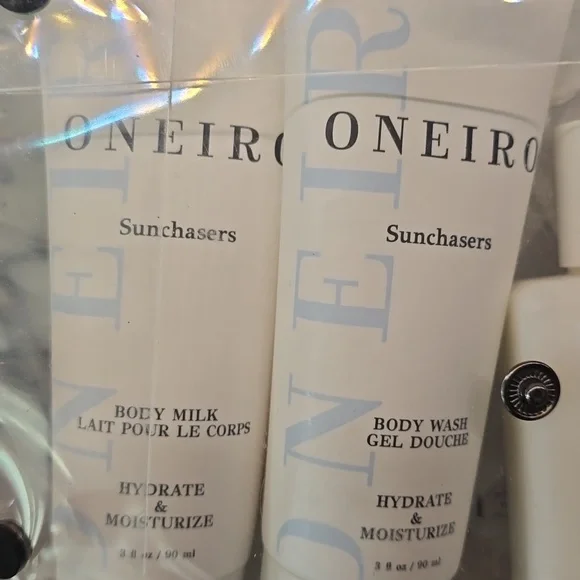 ONEIRO
Sunchasers
BODY MILK
LAIT POUR LE CORPS
HYDRATE
&
MOISTURIZE
3 fl oz / 90 ml
ONEIRO
Sunchasers
BODY WASH
GEL DOUCHE
HYDRATE
&
MOISTURIZE
3 fl oz / 90 ml
ONEIR